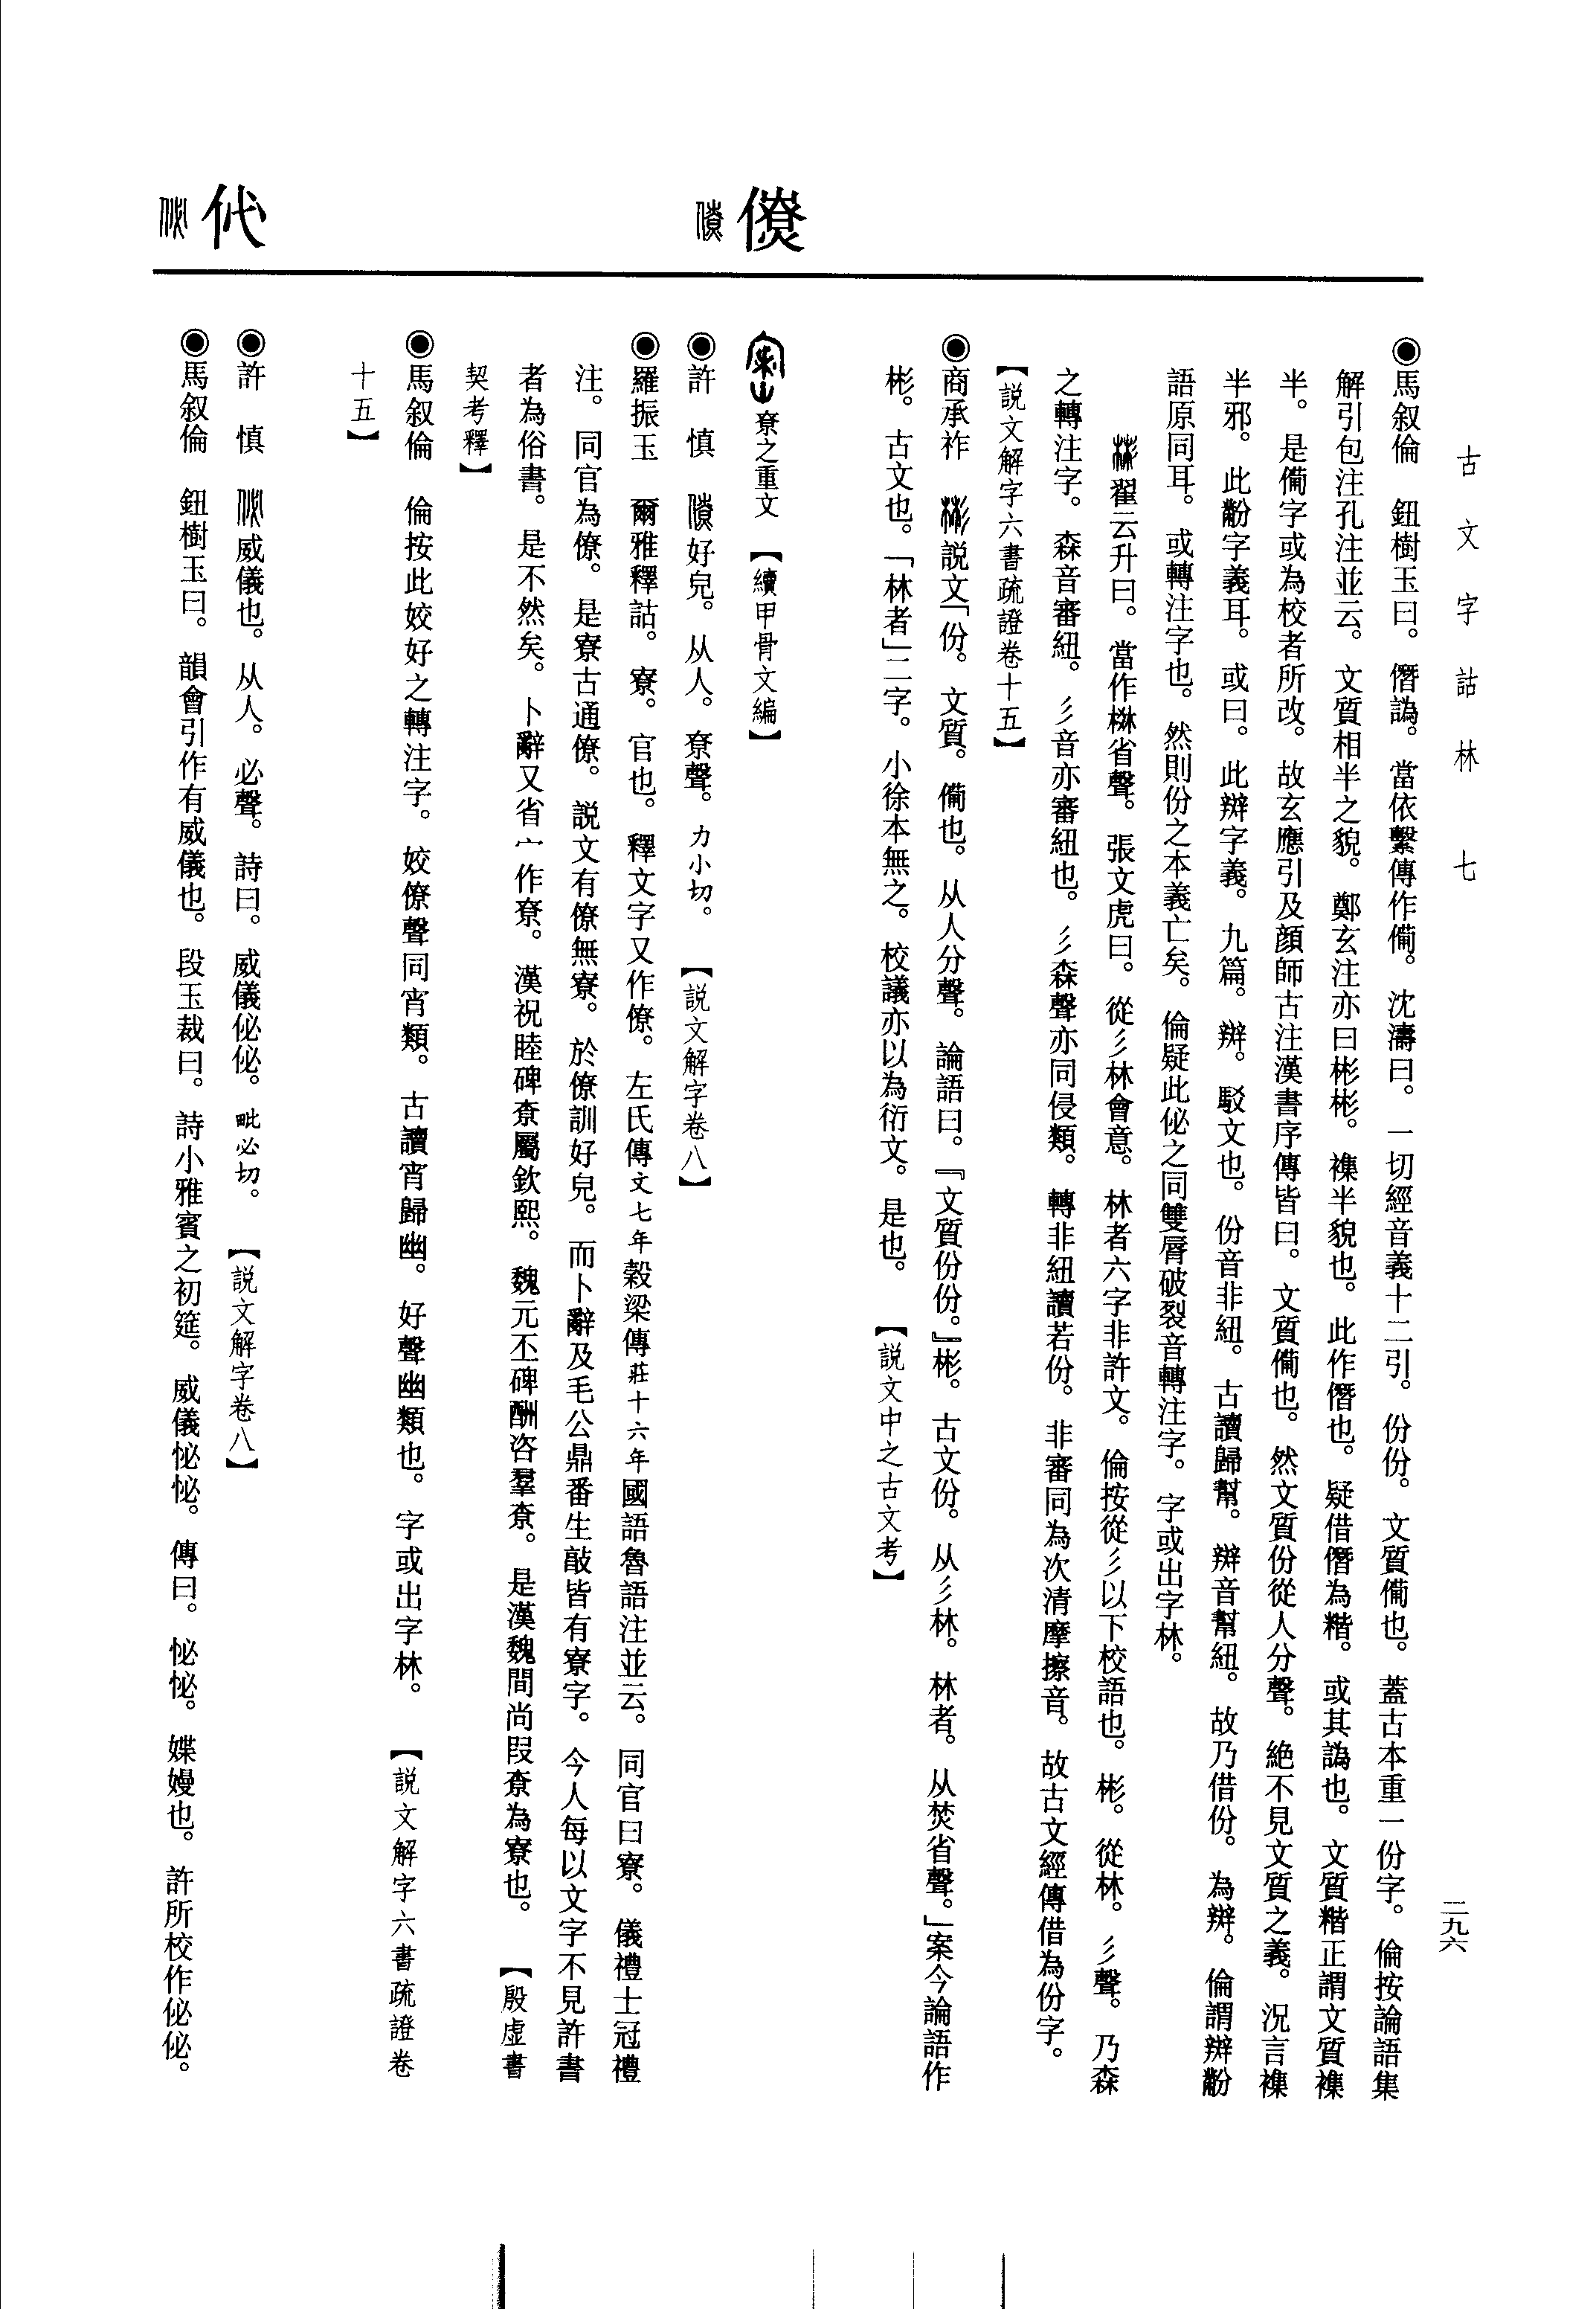 古文字詁林 七
二九六
僚
佖
◉馬叙倫 鈕樹玉曰。僭譌。當依繫傳作僃。沈濤曰。一切經音義十二引。份份。文質僃也。蓋古本重一份字。倫按論語集
解引包注孔注並云。文質相半之貌。鄭玄注亦曰彬彬。襍半貌也。此作僭也。疑借僭為糌。或其譌也。文質糌正謂文質襍
半。是僃字或為校者所改。故玄應引及顔師古注漢書序傳皆曰。文質僃也。然文質份從人分聲。絶不見文質之義。況言襍
半邪。此黺字義耳。或曰。此辬字義。九篇。辬。駁文也。份音非紐。古讀歸幫。辬音幫紐。故乃借份。為辬。倫謂辬黺
語原同耳。或轉注字也。然則份之本義亡矣。倫疑此佖之同雙脣破裂音轉注字。字或出字林。
翟云升曰。當作棥省聲。張文虎曰。從彡林會意。林者六字非許文。倫按從彡以下校語也。彬。從林。彡聲。乃森
之轉注字。森音審紐。彡音亦審紐也。彡森聲亦同侵類。轉非紐讀若份。非審同為次清摩擦音。故古文經傳借為份字。
【説文解字六書疏證卷十五】
◉商承祚 説文「份。文質。僃也。从人分聲。論語曰。『文質份份。』彬。古文份。从彡林。林者。从焚省聲。」案今論語作
彬。古文也。「林者」二字。小徐本無之。校議亦以為衍文。是也。 【説文中之古文考】
尞之重文 【續甲骨文編】
◉許 慎 好皃。从人。尞聲。力小切。 【説文解字卷八】
◉羅振玉 爾雅釋詁。寮。官也。釋文字又作僚。左氏傳文七年穀梁傳莊十六年國語魯語注並云。同官曰寮。儀禮士冠禮
注。同官為僚。是寮古通僚。説文有僚無寮。於僚訓好皃。而卜辭及毛公鼎番生敲皆有寮字。今人每以文字不見許書
者為俗書。是不然矣。卜辭又省宀作尞。漢祝睦碑尞屬欽熙。魏元丕碑酬咨羣尞。是漢魏間尚叚尞為寮也。 【殷虛書
契考釋】
◉馬叙倫 倫按此姣好之轉注字。姣僚聲同宵類。古讀宵歸幽。好聲幽類也。字或出字林。 【説文解字六書疏證卷
十五】
◉許 慎 威儀也。从人。必聲。詩曰。威儀佖佖。毗必切。 【説文解字卷八】
◉馬叙倫 鈕樹玉曰。韻會引作有威儀也。段玉裁曰。詩小雅賓之初筵。威儀怭怭。傳曰。怭怭。媟嫚也。許所校作佖佖。